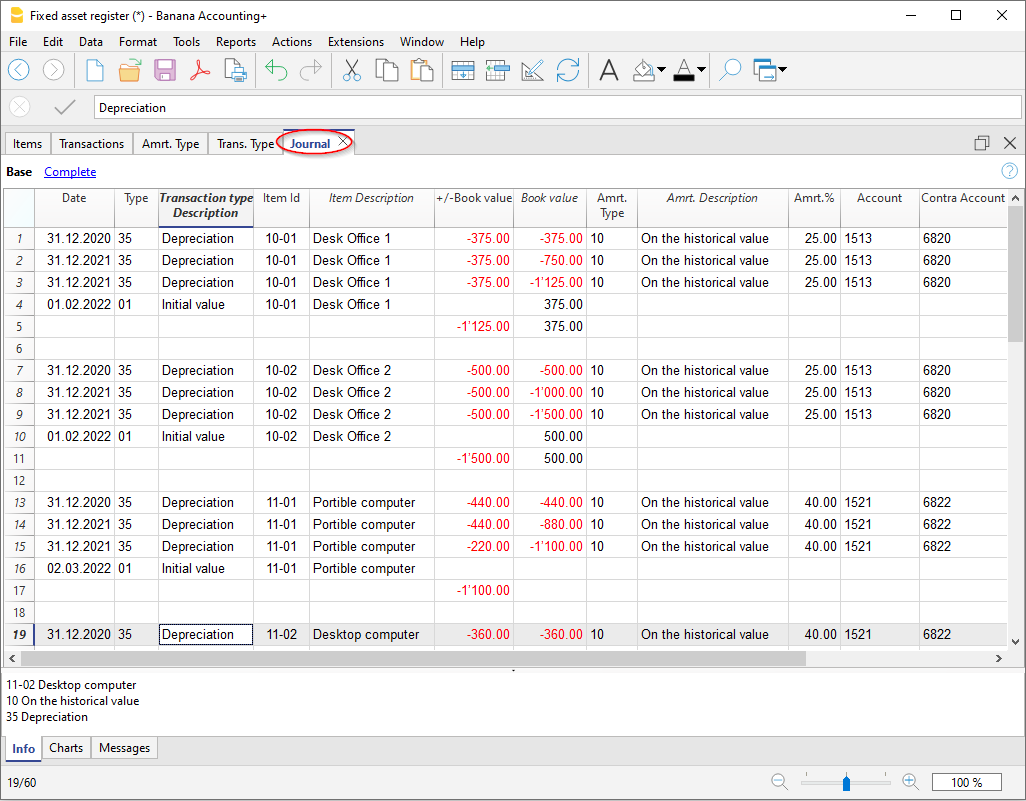 Fixed asset register (*) - Banana Accounting+
File Edit Data Format Tools Reports Actions Extensions Window Help
Depreciation
Items Transactions Amrt. Type Trans. Type Journal
Base Complete
Date Type Transaction type Description Item Id Item Description +/-Book value Book value Amrt. Type Amrt. Description Amrt.% Account Contra Account
1 31.12.2020 35 Depreciation 10-01 Desk Office 1 -375.00 -375.00 10 On the historical value 25.00 1513 6820
2 31.12.2021 35 Depreciation 10-01 Desk Office 1 -375.00 -750.00 10 On the historical value 25.00 1513 6820
3 31.12.2021 35 Depreciation 10-01 Desk Office 1 -375.00 -1'125.00 10 On the historical value 25.00 1513 6820
4 01.02.2022 01 Initial value 10-01 Desk Office 1 375.00
5 -1'125.00 375.00
6
7 31.12.2020 35 Depreciation 10-02 Desk Office 2 -500.00 -500.00 10 On the historical value 25.00 1513 6820
8 31.12.2021 35 Depreciation 10-02 Desk Office 2 -500.00 -1'000.00 10 On the historical value 25.00 1513 6820
9 31.12.2021 35 Depreciation 10-02 Desk Office 2 -500.00 -1'500.00 10 On the historical value 25.00 1513 6820
10 01.02.2022 01 Initial value 10-02 Desk Office 2 500.00
11 -1'500.00 500.00
12
13 31.12.2020 35 Depreciation 11-01 Portible computer -440.00 -440.00 10 On the historical value 40.00 1521 6822
14 31.12.2021 35 Depreciation 11-01 Portible computer -440.00 -880.00 10 On the historical value 40.00 1521 6822
15 31.12.2021 35 Depreciation 11-01 Portible computer -220.00 -1'100.00 10 On the historical value 40.00 1521 6822
16 02.03.2022 01 Initial value 11-01 Portible computer
17 -1'100.00
18
19 31.12.2020 35 Depreciation 11-02 Desktop computer -360.00 -360.00 10 On the historical value 40.00 1521 6822
11-02 Desktop computer
10 On the historical value
35 Depreciation
Info Charts Messages
19/60 100 %